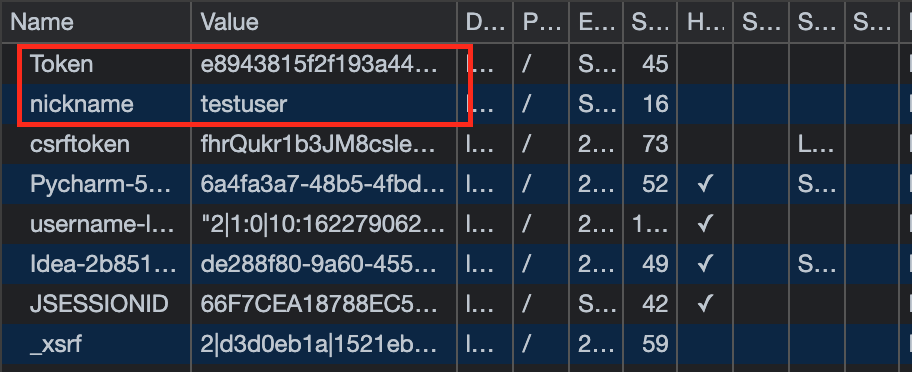 Name Value D... P... E... S... H... S... S... S...
Token e8943815f2f193a44... l... / S... 45
nickname testuser l... / S... 16
csrftoken fhrQukr1b3JM8csle... l... / 2... 73 L...
Pycharm-5... 6a4fa3a7-48b5-4fbd... l... / 2... 52 ✓ S...
username-l... "2|1:0|10:162279062... l... / 2... 1... ✓
Idea-2b851... de288f80-9a60-455... l... / 2... 49 ✓ S...
JSESSIONID 66F7CEA18788EC5... l... / S... 42 ✓
_xsrf 2|d3d0eb1a|1521eb... l... / 2... 59